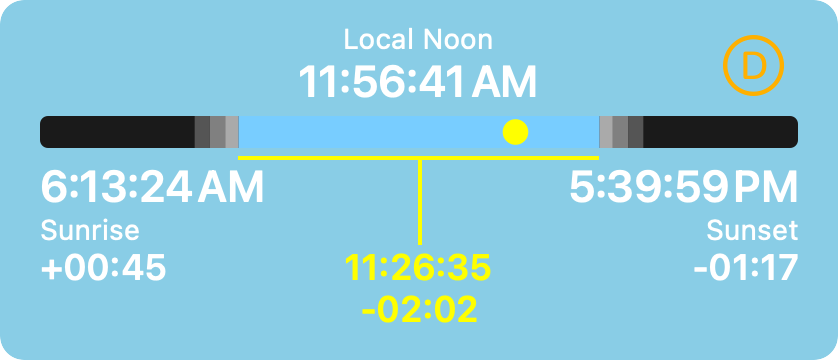 Local Noon
11:56:41 AM
D
6:13:24 AM
5:39:59 PM
Sunrise
Sunset
+00:45
11:26:35
-01:17
-02:02